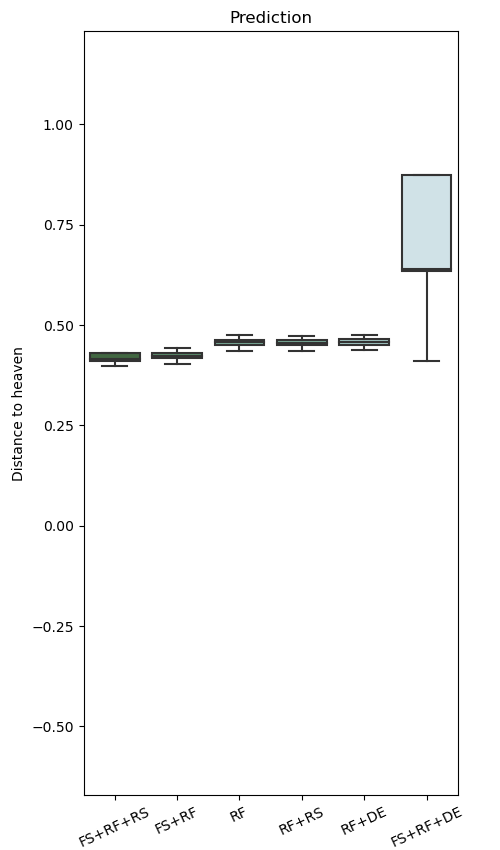 Prediction
Distance to heaven
1.00
0.75
0.50
0.25
0.00
−0.25
−0.50
FS+RF+RS
FS+RF
RF
RF+RS
RF+DE
FS+RF+DE